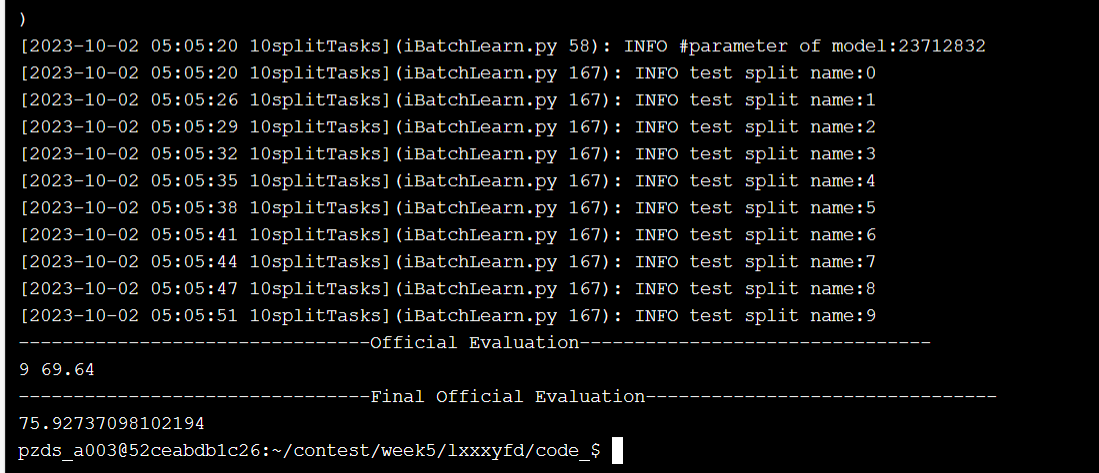 )
[2023-10-02 05:05:20 10splitTasks](iBatchLearn.py 58): INFO #parameter of model:23712832
[2023-10-02 05:05:20 10splitTasks](iBatchLearn.py 167): INFO test split name:0
[2023-10-02 05:05:26 10splitTasks](iBatchLearn.py 167): INFO test split name:1
[2023-10-02 05:05:29 10splitTasks](iBatchLearn.py 167): INFO test split name:2
[2023-10-02 05:05:32 10splitTasks](iBatchLearn.py 167): INFO test split name:3
[2023-10-02 05:05:35 10splitTasks](iBatchLearn.py 167): INFO test split name:4
[2023-10-02 05:05:38 10splitTasks](iBatchLearn.py 167): INFO test split name:5
[2023-10-02 05:05:41 10splitTasks](iBatchLearn.py 167): INFO test split name:6
[2023-10-02 05:05:44 10splitTasks](iBatchLearn.py 167): INFO test split name:7
[2023-10-02 05:05:47 10splitTasks](iBatchLearn.py 167): INFO test split name:8
[2023-10-02 05:05:51 10splitTasks](iBatchLearn.py 167): INFO test split name:9
--------------------------------Official Evaluation--------------------------------
9 69.64
--------------------------------Final Official Evaluation--------------------------------
75.92737098102194
pzds_a003@52ceabdb1c26:~/contest/week5/lxxxyfd/code_$